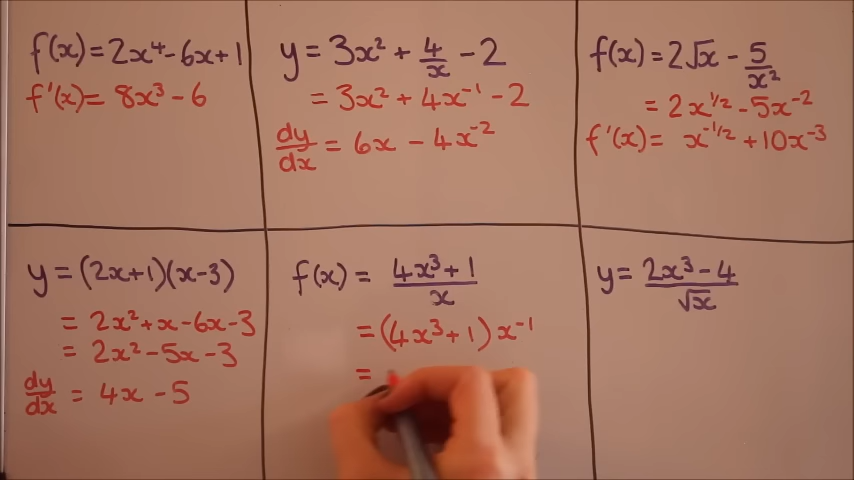 f(x) = 2x⁴ - 6x + 1
f'(x) = 8x³ - 6
y = 3x² + 4/x - 2
= 3x² + 4x⁻¹ - 2
dy/dx = 6x - 4x⁻²
f(x) = 2√x - 5/x²
= 2x^1/2 - 5x⁻²
f'(x) = x^-1/2 + 10x⁻³
y = (2x+1)(x-3)
= 2x² + x - 6x - 3
= 2x² - 5x - 3
dy/dx = 4x - 5
f(x) = 4x³ + 1 / x
= (4x³ + 1) x⁻¹
=
y = 2x³ - 4 / √x